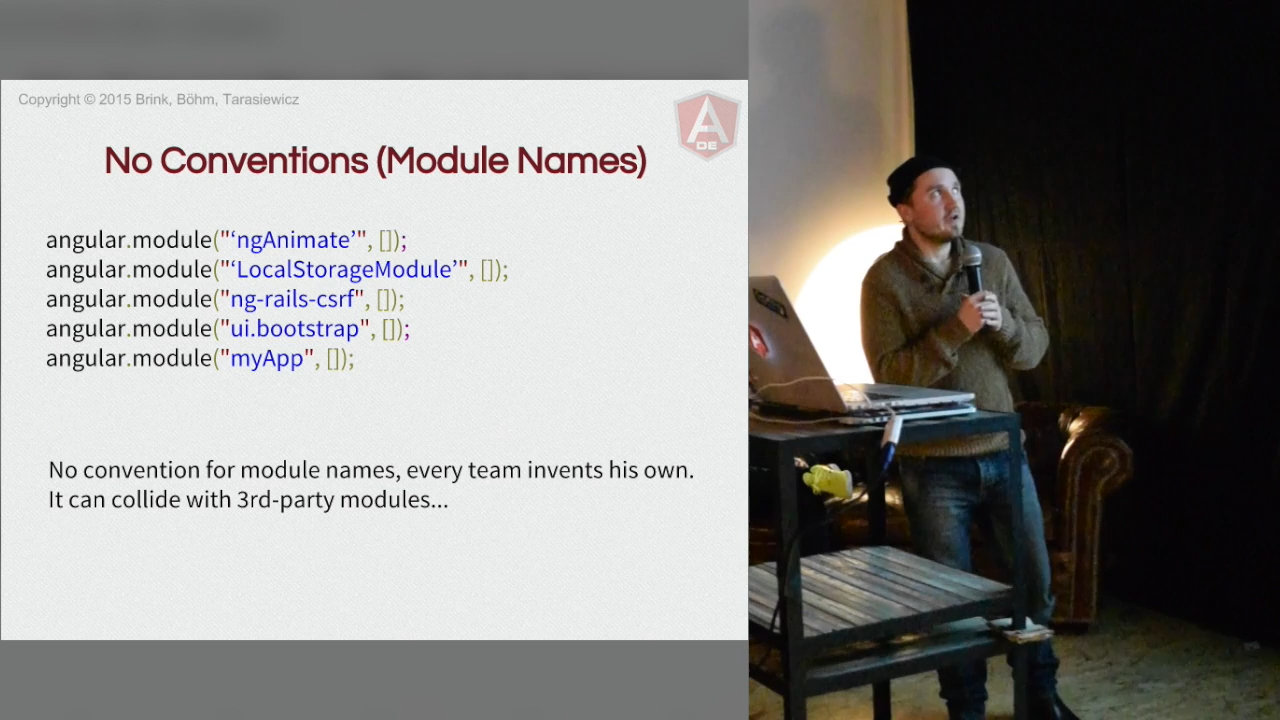 Copyright © 2015 Brink, Böhm, Tarasiewicz
A
DE
No Conventions (Module Names)
angular.module("‘ngAnimate’", []);
angular.module("‘LocalStorageModule’", []);
angular.module("ng-rails-csrf", []);
angular.module("ui.bootstrap", []);
angular.module("myApp", []);
No convention for module names, every team invents his own.
It can collide with 3rd-party modules...